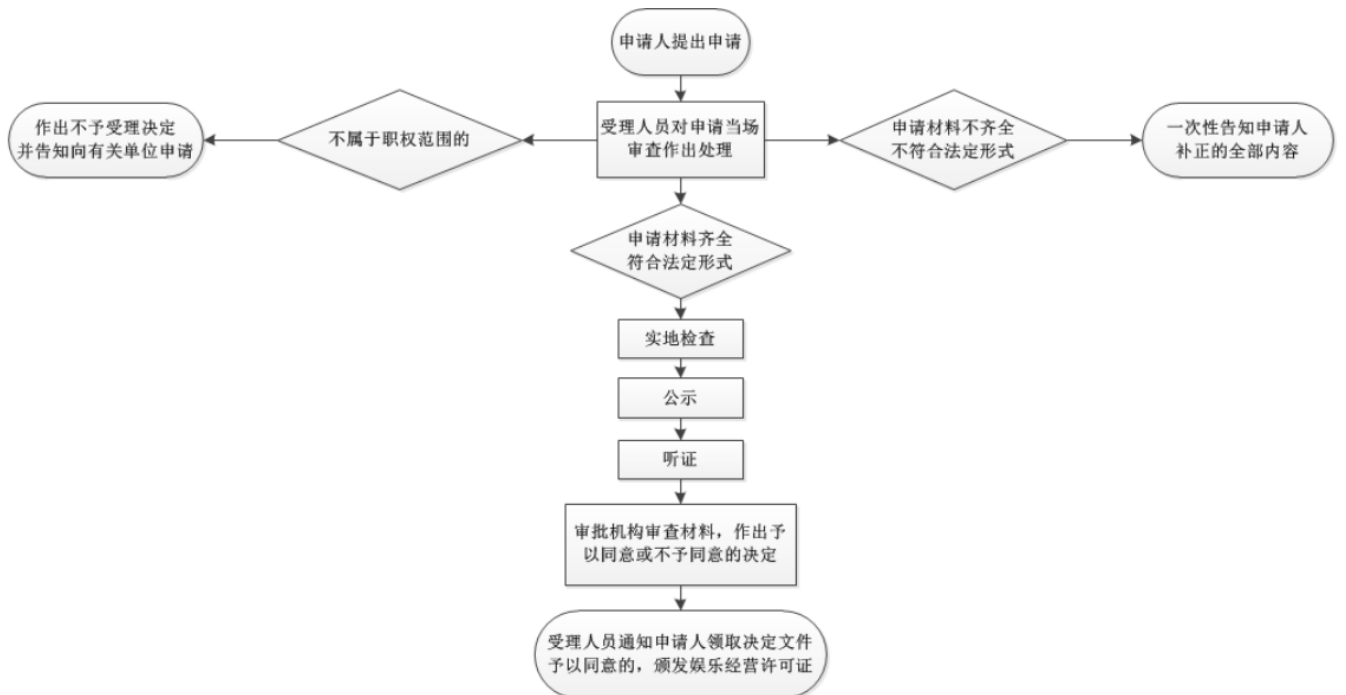 申请人提出申请
作出不予受理决定
并告知向有关单位申请
不属于职权范围的
受理人员对申请当场
审查作出处理
申请材料不齐全
不符合法定形式
一次性告知申请人
补正的全部内容
申请材料齐全
符合法定形式
实地检查
公示
听证
审批机构审查材料，作出予
以同意或不予同意的决定
受理人员通知申请人领取决定文件
予以同意的，颁发娱乐经营许可证